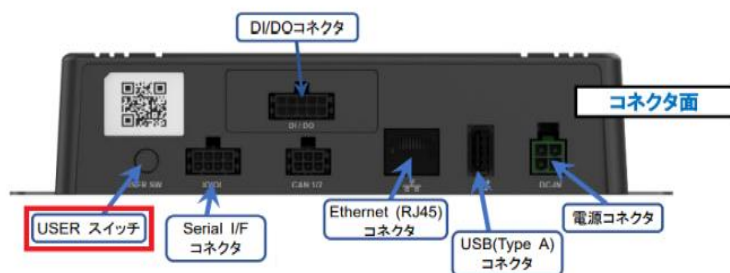 DI/DOコネクタ
コネクタ面
DI / DO
USER SW
CAN 1/2
DC-IN
USER スイッチ
Serial I/F
コネクタ
Ethernet (RJ45)
コネクタ
USB(Type A)
コネクタ
電源コネクタ